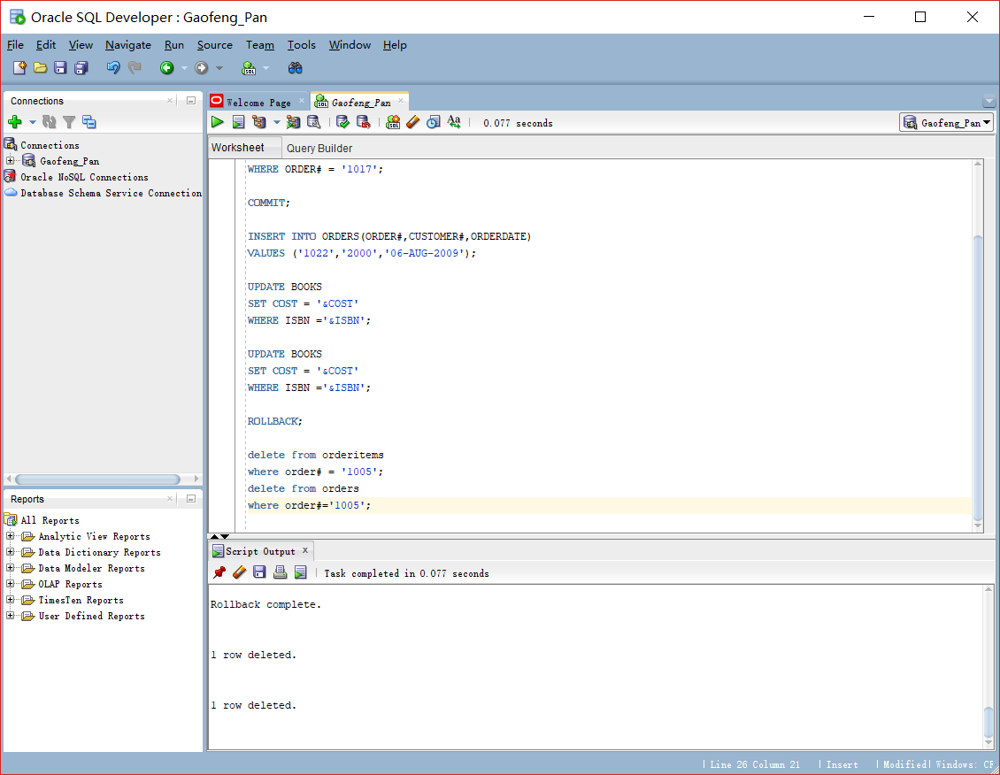 Oracle SQL Developer : Gaofeng_Pan
File Edit View Navigate Run Source Team Tools Window Help
Connections
Connections
Gaofeng_Pan
Oracle NoSQL Connections
Database Schema Service Connection
Reports
All Reports
Analytic View Reports
Data Dictionary Reports
Data Modeler Reports
OLAP Reports
TimesTen Reports
User Defined Reports
Welcome Page
Gaofeng_Pan
0.077 seconds
Gaofeng_Pan
Worksheet Query Builder
WHERE ORDER# = '1017';
COMMIT;
INSERT INTO ORDERS(ORDER#,CUSTOMER#,ORDERDATE)
VALUES ('1022','2000','06-AUG-2009');
UPDATE BOOKS
SET COST = '&COST'
WHERE ISBN ='&ISBN';
UPDATE BOOKS
SET COST = '&COST'
WHERE ISBN ='&ISBN';
ROLLBACK;
delete from orderitems
where order# = '1005';
delete from orders
where order#='1005';
Script Output
Task completed in 0.077 seconds
Rollback complete.
1 row deleted.
1 row deleted.
Line 26 Column 21 Insert Modified Windows: CR